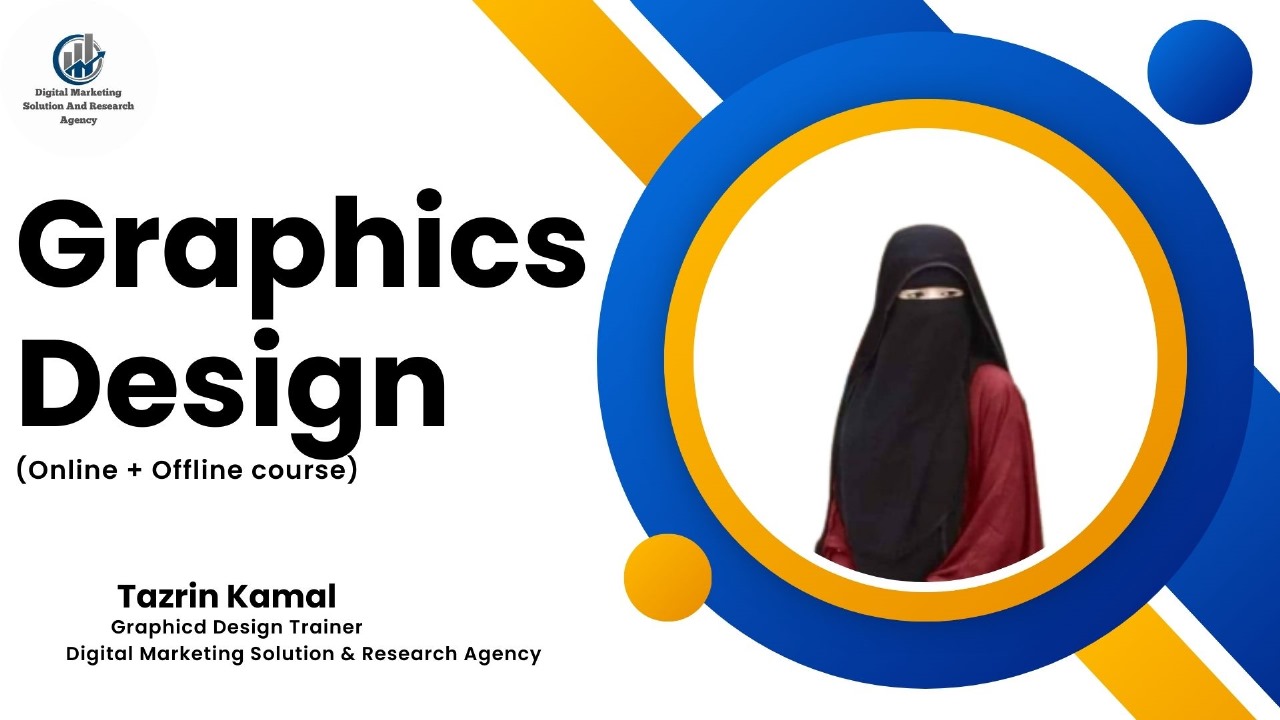 Digital Marketing
Solution And Research
Agency
Graphics
Design
(Online + Offline course)
Tazrin Kamal
Graphicd Design Trainer
Digital Marketing Solution & Research Agency